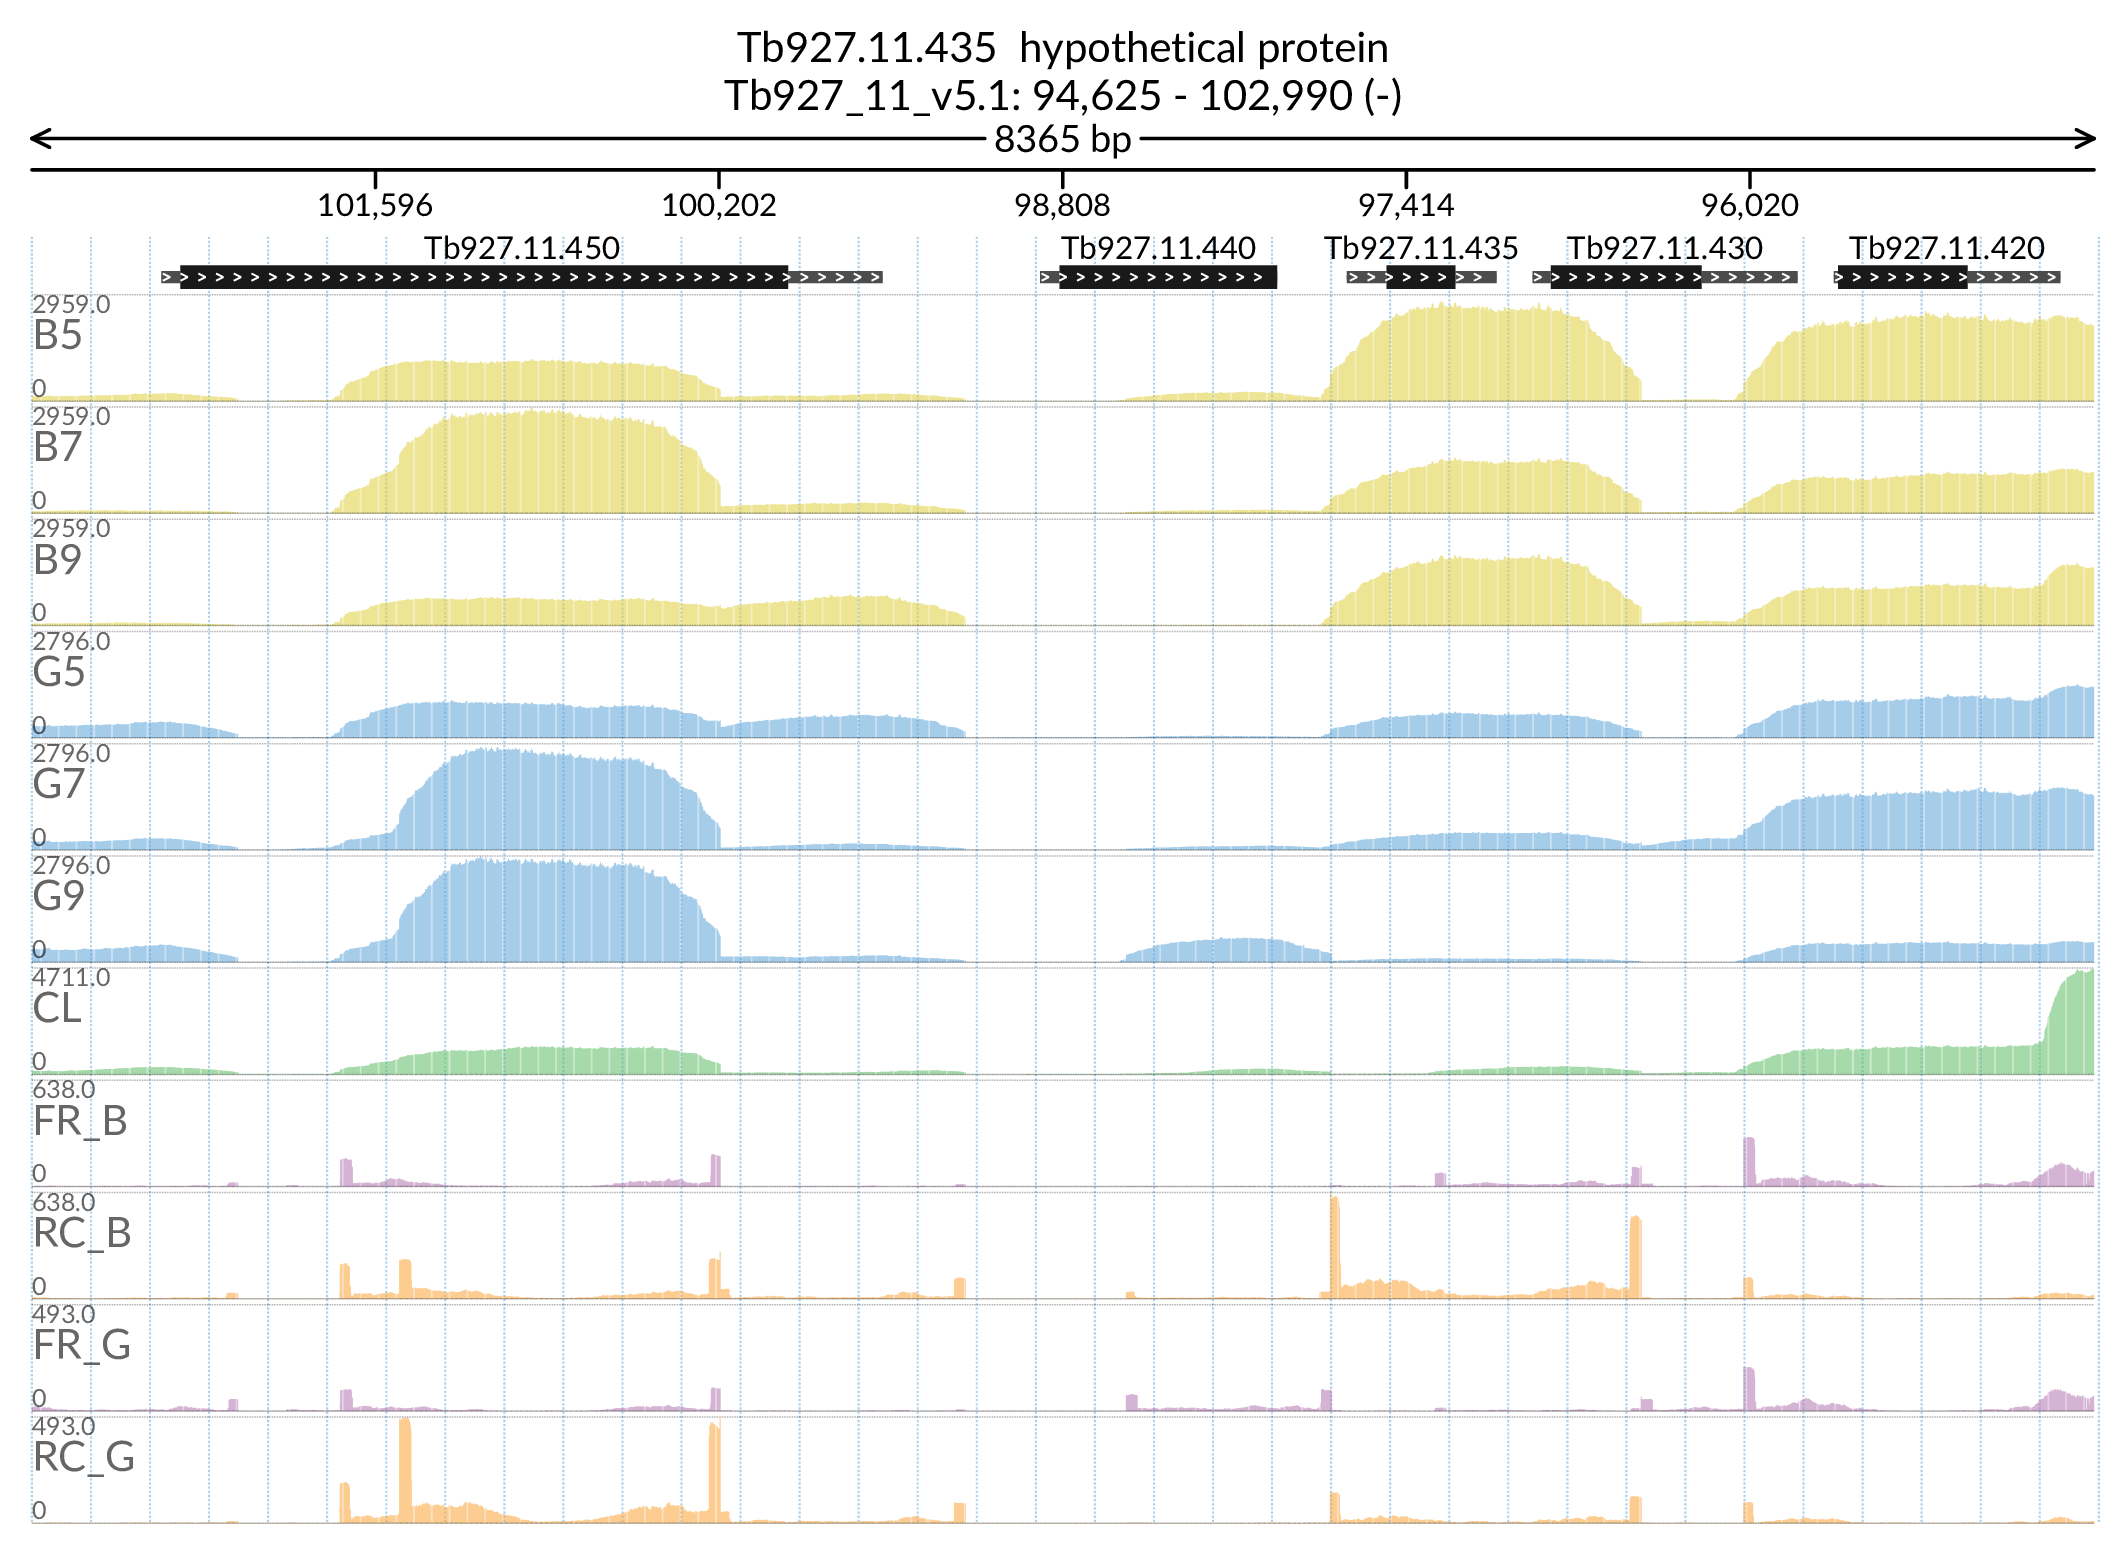 Tb927.11.435 hypothetical protein
Tb927_11_v5.1: 94,625 - 102,990 (-)
8365 bp
101,596 100,202 98,808 97,414 96,020
Tb927.11.450 Tb927.11.440 Tb927.11.435 Tb927.11.430 Tb927.11.420
2959.0
B5
0
2959.0
B7
0
2959.0
B9
0
2796.0
G5
0
2796.0
G7
0
2796.0
G9
0
4711.0
CL
0
638.0
FR_B
0
638.0
RC_B
0
493.0
FR_G
0
493.0
RC_G
0